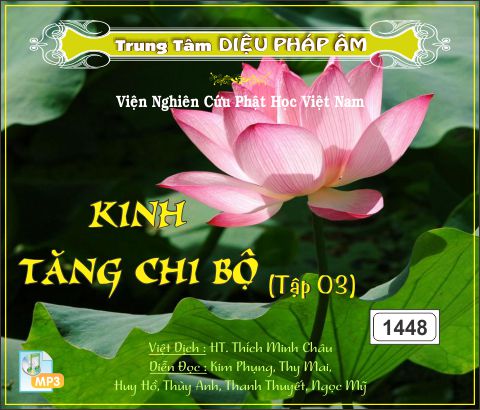 Trung Tâm DIỆU PHÁP ÂM
Viện Nghiên Cứu Phật Học Việt Nam
KINH
TĂNG CHI BỘ (Tập 03)
1448
Việt Dịch : HT. Thích Minh Châu
Diễn Đọc : Kim Phụng, Thy Mai,
Huy Hồ, Thùy Anh, Thanh Thuyết, Ngọc Mỹ
MP3